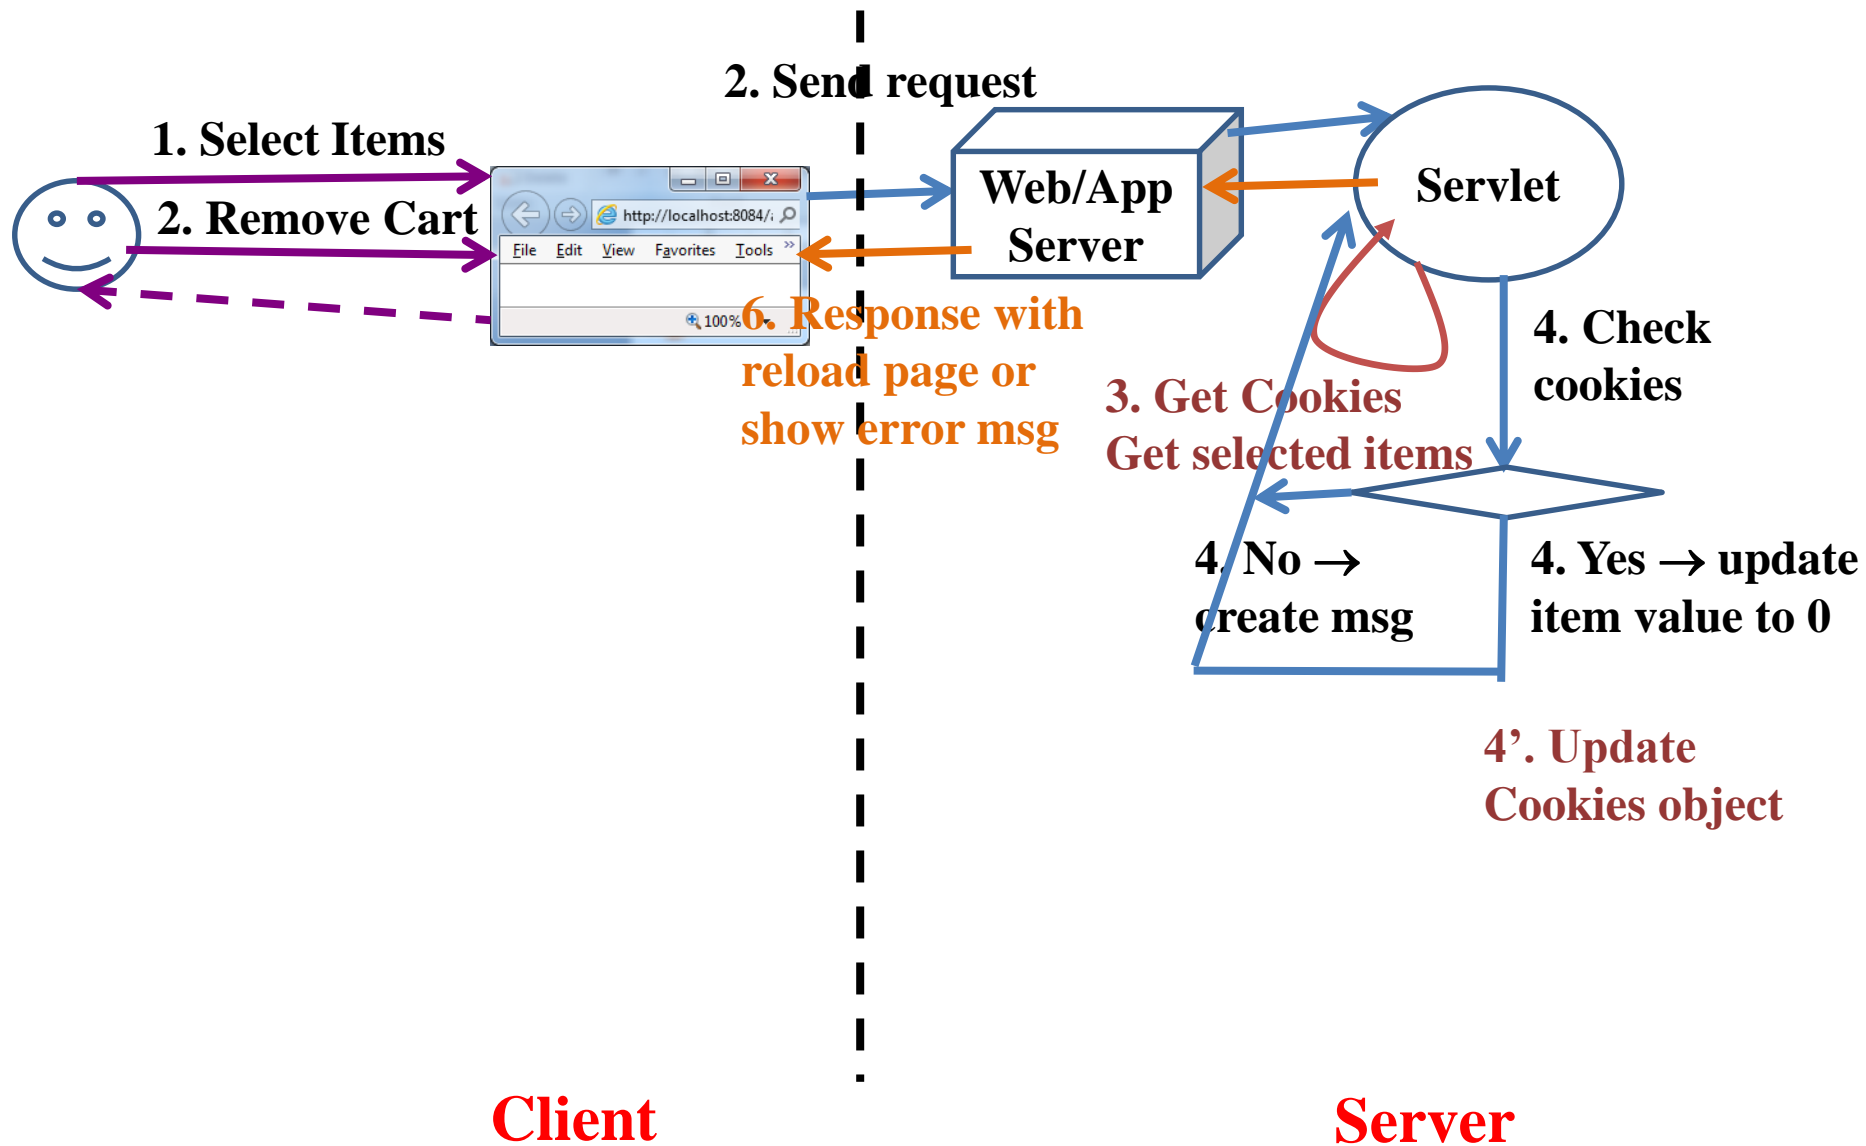 2. Send request
1. Select Items
2. Remove Cart
http://localhost:8084/
File Edit View Favorites Tools »
100%
Web/App
Server
Servlet
6. Response with
reload page or
show error msg
3. Get Cookies
Get selected items
4. Check
cookies
4. No →
create msg
4. Yes → update
item value to 0
4’. Update
Cookies object
Client
Server